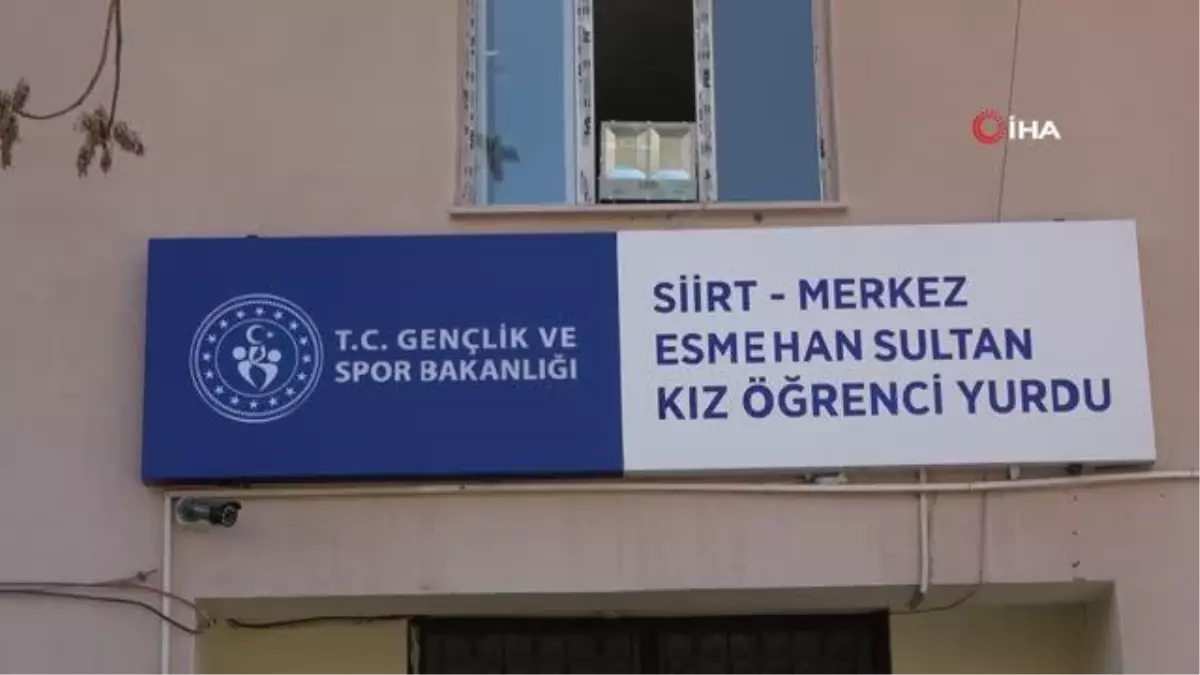 İHA
T.C. GENÇLİK VE
SPOR BAKANLIĞI
SİİRT - MERKEZ
ESMEHAN SULTAN
KIZ ÖĞRENCİ YURDU